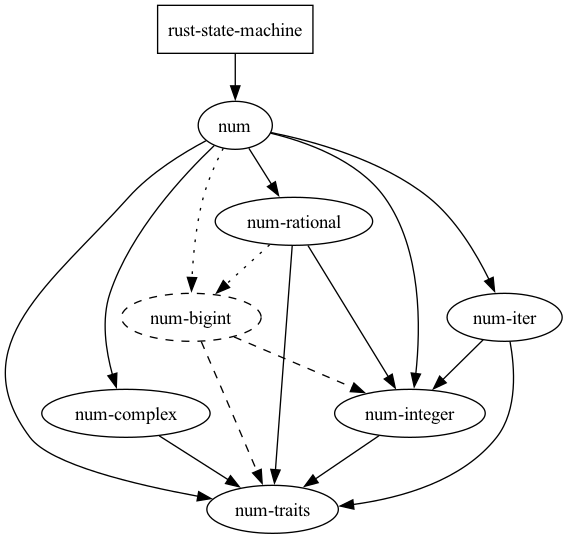 rust-state-machine
num
num-rational
num-bigint
num-iter
num-complex
num-integer
num-traits